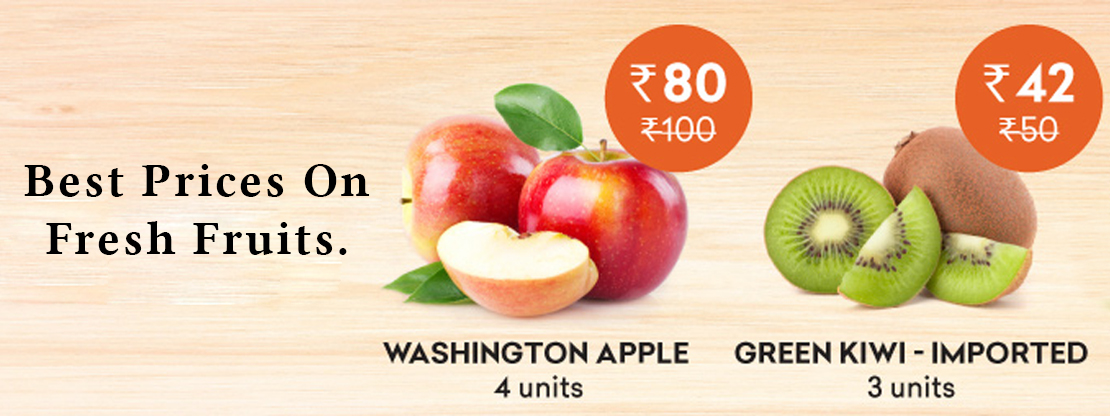 Best Prices On
Fresh Fruits.
₹80
₹100
WASHINGTON APPLE
4 units
₹42
₹50
GREEN KIWI - IMPORTED
3 units